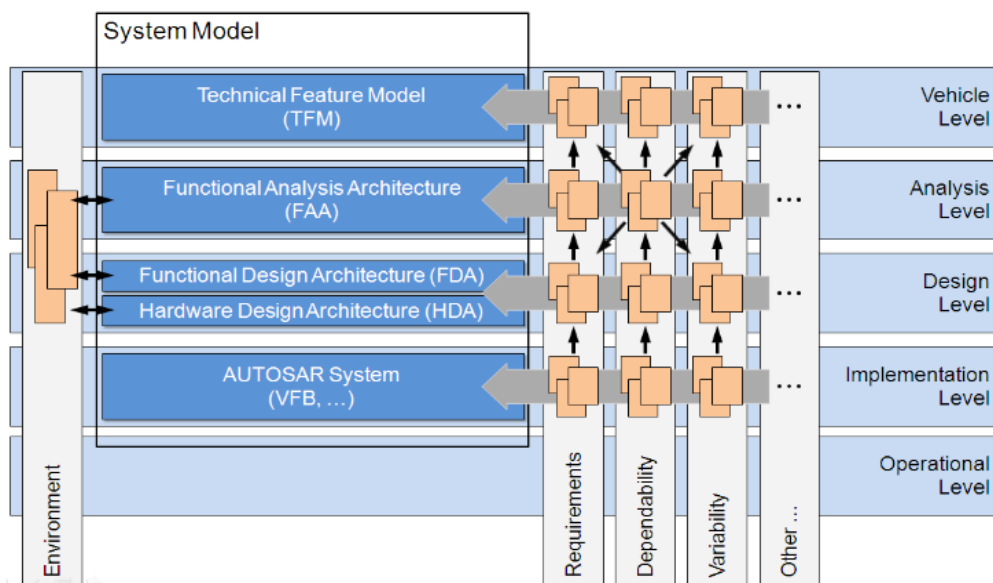 System Model
Technical Feature Model
(TFM)
Vehicle
Level
Functional Analysis Architecture
(FAA)
Analysis
Level
Functional Design Architecture (FDA)
Hardware Design Architecture (HDA)
Design
Level
AUTOSAR System
(VFB, ...)
Implementation
Level
Operational
Level
Environment
Requirements
Dependability
Variability
Other ...
...
...
...
...